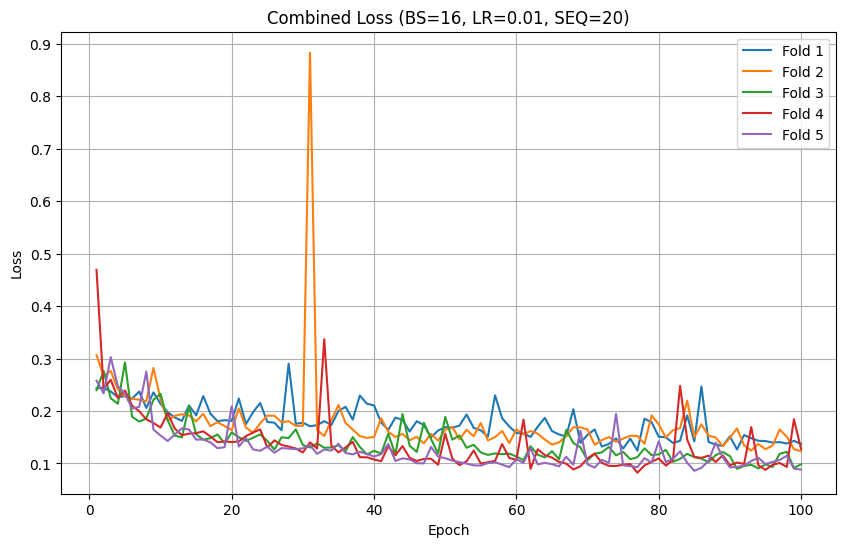 Combined Loss (BS=16, LR=0.01, SEQ=20)
Fold 1
Fold 2
Fold 3
Fold 4
Fold 5
Loss
0.9
0.8
0.7
0.6
0.5
0.4
0.3
0.2
0.1
0 20 40 60 80 100
Epoch